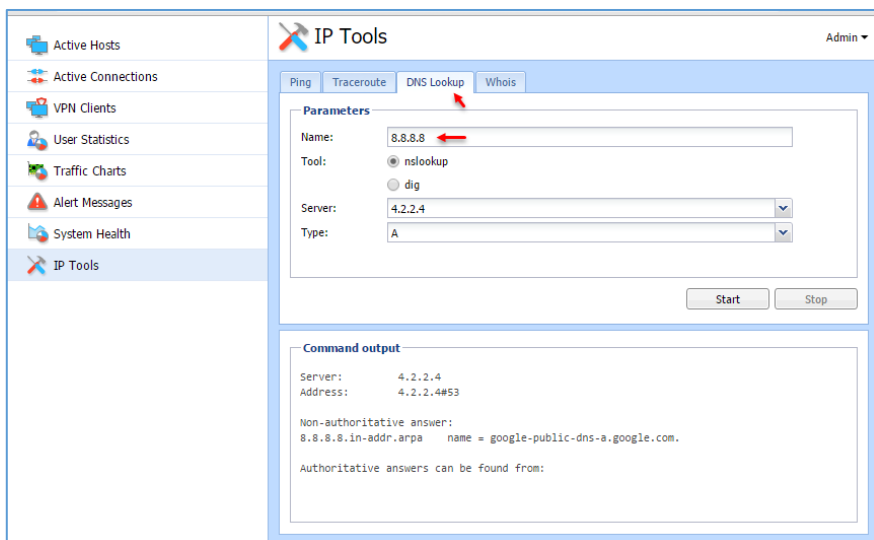 Active Hosts
Active Connections
VPN Clients
User Statistics
Traffic Charts
Alert Messages
System Health
IP Tools
IP Tools
Admin
Ping Traceroute DNS Lookup Whois
Parameters
Name: 8.8.8.8
Tool: nslookup
dig
Server: 4.2.2.4
Type: A
Start Stop
Command output
Server: 4.2.2.4
Address: 4.2.2.4#53
Non-authoritative answer:
8.8.8.8.in-addr.arpa name = google-public-dns-a.google.com.
Authoritative answers can be found from: